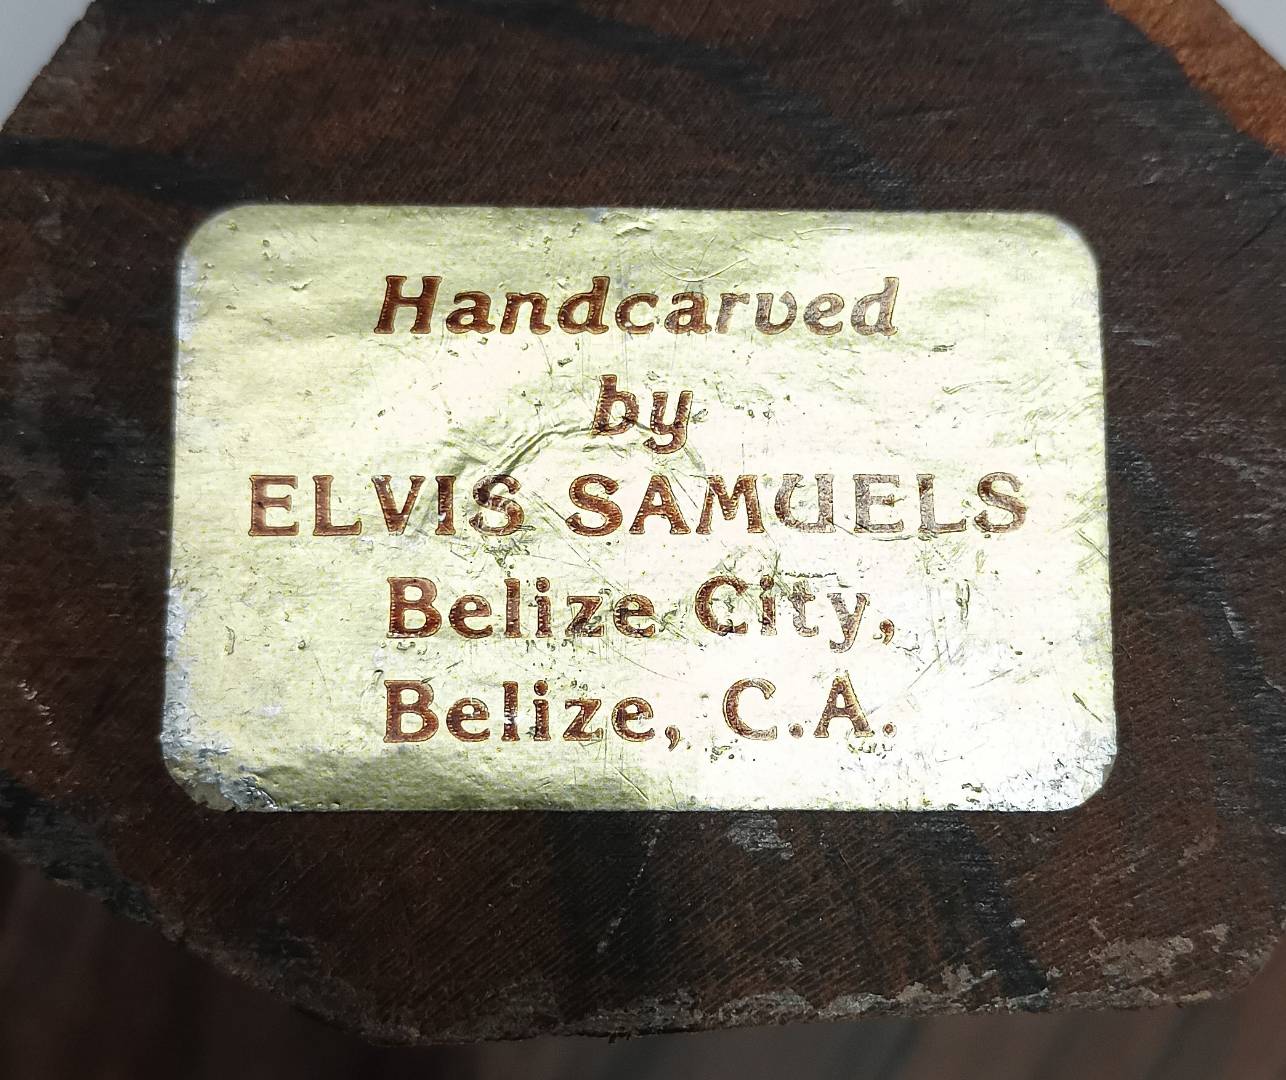 Handcarved
by
ELVIS SAMUELS
Belize City,
Belize, C.A.